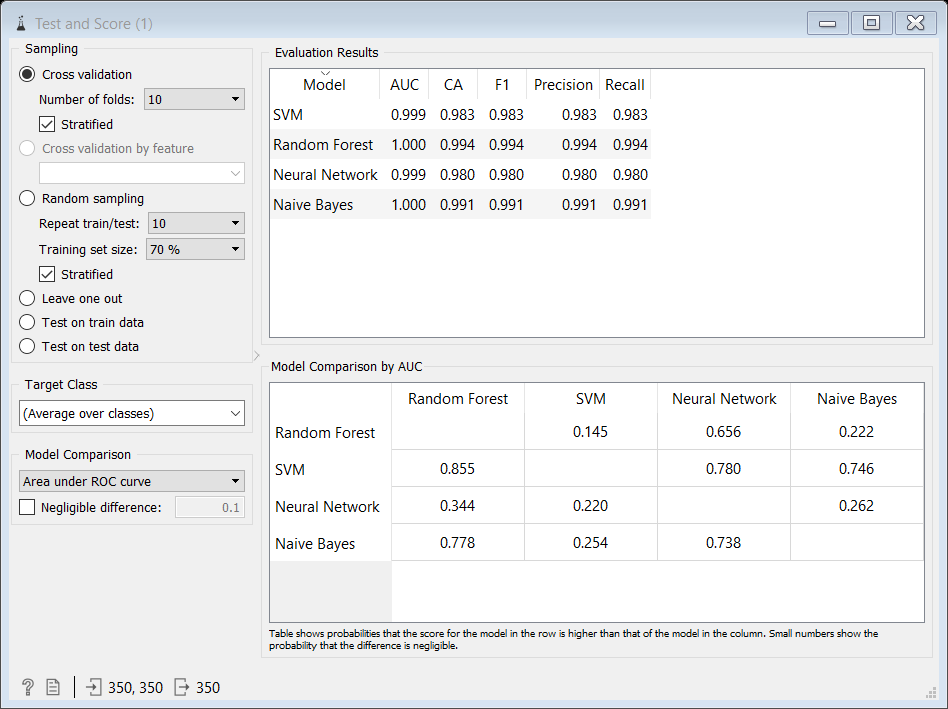 Test and Score (1)
Sampling
Cross validation
Number of folds: 10
Stratified
Cross validation by feature
Random sampling
Repeat train/test: 10
Training set size: 70 %
Stratified
Leave one out
Test on train data
Test on test data
Target Class
(Average over classes)
Model Comparison
Area under ROC curve
Negligible difference: 0.1
Evaluation Results
Model AUC CA F1 Precision Recall
SVM 0.999 0.983 0.983 0.983 0.983
Random Forest 1.000 0.994 0.994 0.994 0.994
Neural Network 0.999 0.980 0.980 0.980 0.980
Naive Bayes 1.000 0.991 0.991 0.991 0.991
Model Comparison by AUC
Random Forest SVM Neural Network Naive Bayes
Random Forest 0.145 0.656 0.222
SVM 0.855 0.780 0.746
Neural Network 0.344 0.220 0.262
Naive Bayes 0.778 0.254 0.738
Table shows probabilities that the score for the model in the row is higher than that of the model in the column. Small numbers show the
probability that the difference is negligible.
? 350, 350 350